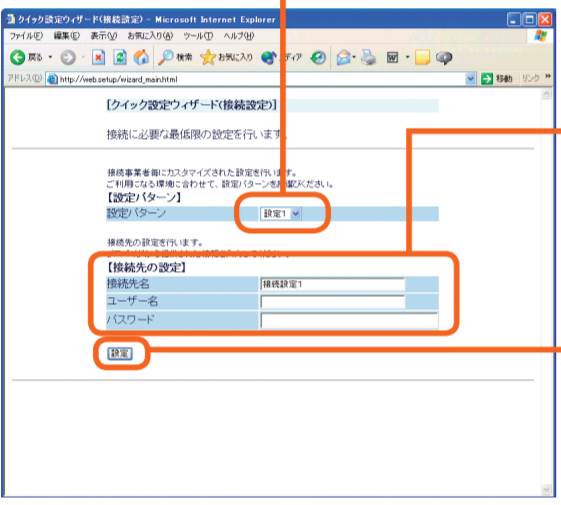 クイック設定ウィザード(接続設定) - Microsoft Internet Explorer
ファイル(F) 編集(E) 表示(V) お気に入り(A) ツール(T) ヘルプ(H)
戻る 検索 お気に入り メディア
アドレス(D) http://web.setup/wizard_main.html 移動 リンク »
[クイック設定ウィザード(接続設定)]
接続に必要な最低限の設定を行います。
接続事業者毎にカスタマイズされた設定を行います。
ご利用になる環境に合わせて、設定パターンをお選びください。
【設定パターン】
設定パターン 設定1
接続先の設定を行います。
【接続先の設定】
接続先名 接続設定1
ユーザー名
パスワード
設定